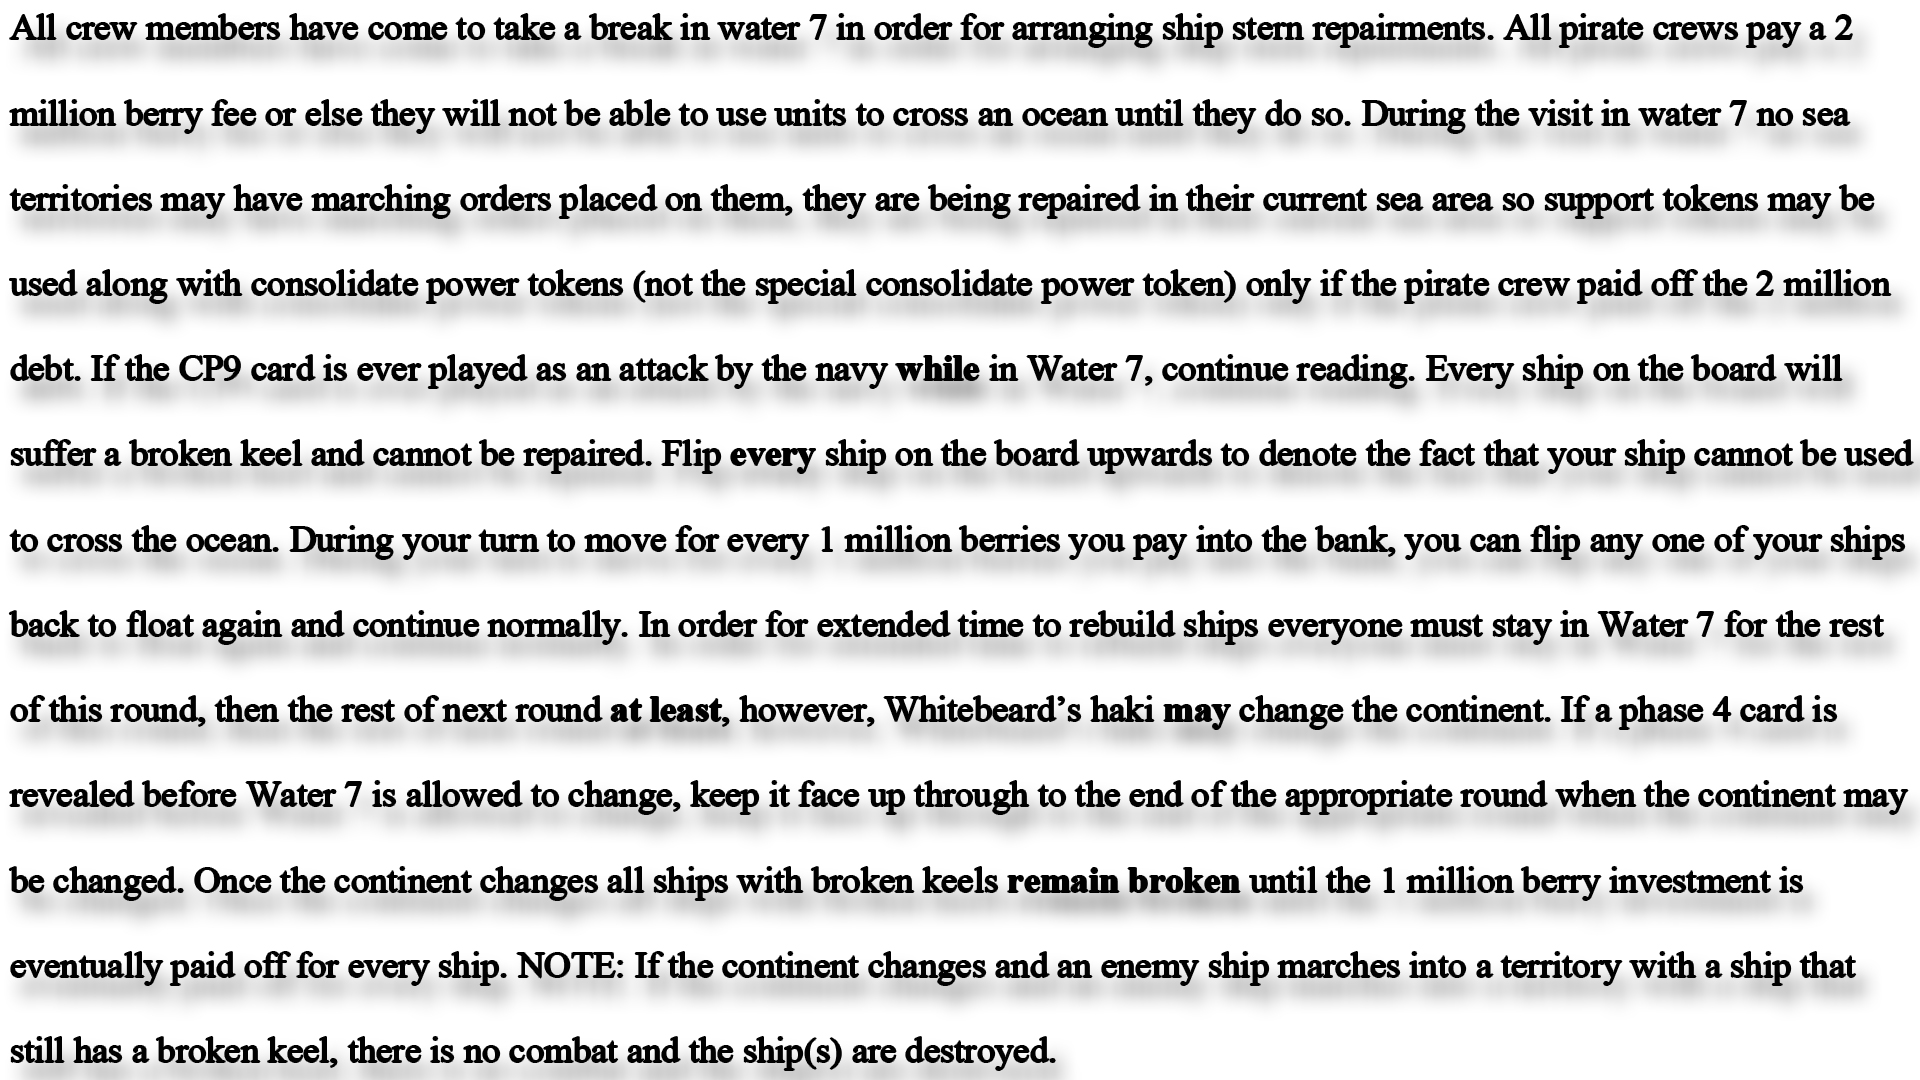 All crew members have come to take a break in water 7 in order for arranging ship stern repairments. All pirate crews pay a 2
million berry fee or else they will not be able to use units to cross an ocean until they do so. During the visit in water 7 no sea
territories may have marching orders placed on them, they are being repaired in their current sea area so support tokens may be
used along with consolidate power tokens (not the special consolidate power token) only if the pirate crew paid off the 2 million
debt. If the CP9 card is ever played as an attack by the navy while in Water 7, continue reading. Every ship on the board will
suffer a broken keel and cannot be repaired. Flip every ship on the board upwards to denote the fact that your ship cannot be used
to cross the ocean. During your turn to move for every 1 million berries you pay into the bank, you can flip any one of your ships
back to float again and continue normally. In order for extended time to rebuild ships everyone must stay in Water 7 for the rest
of this round, then the rest of next round at least, however, Whitebeard’s haki may change the continent. If a phase 4 card is
revealed before Water 7 is allowed to change, keep it face up through to the end of the appropriate round when the continent may
be changed. Once the continent changes all ships with broken keels remain broken until the 1 million berry investment is
eventually paid off for every ship. NOTE: If the continent changes and an enemy ship marches into a territory with a ship that
still has a broken keel, there is no combat and the ship(s) are destroyed.